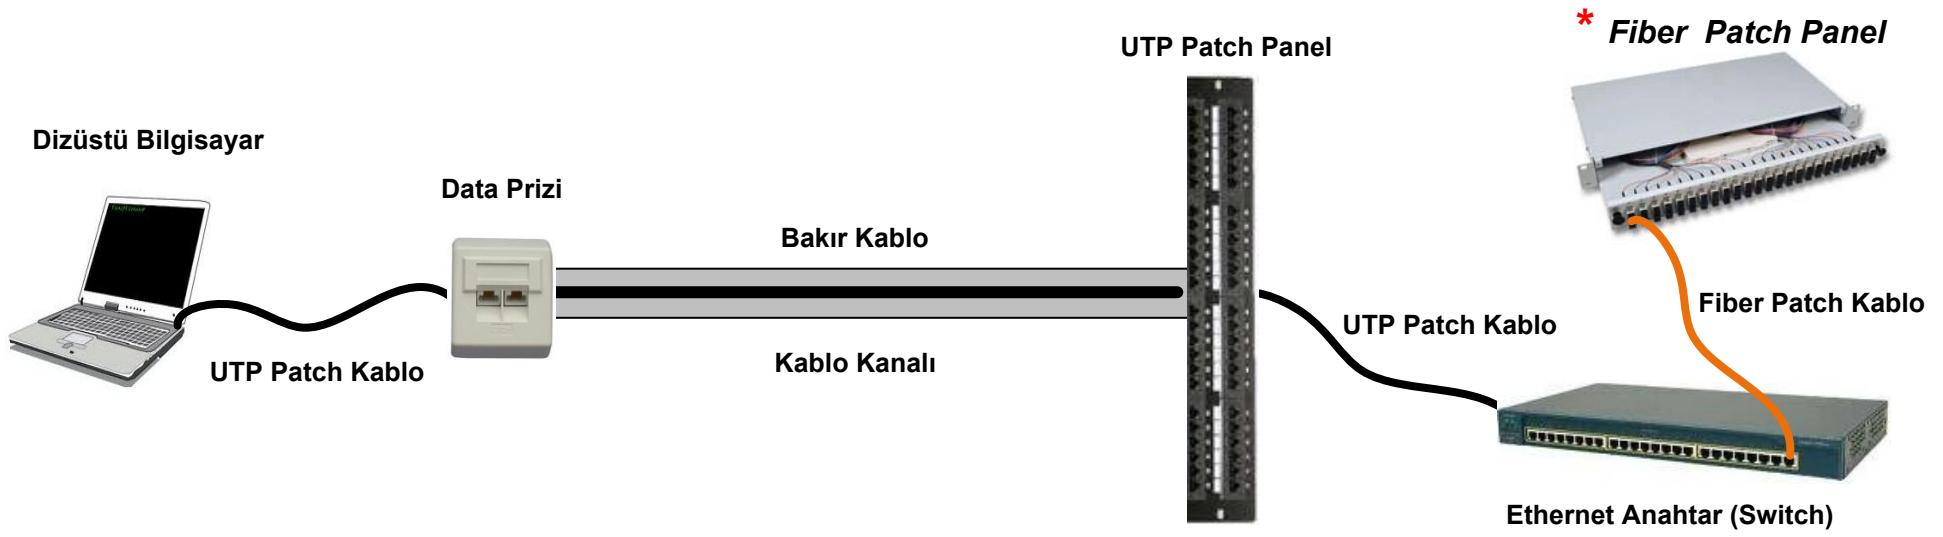 * Fiber Patch Panel
UTP Patch Panel
Dizüstü Bilgisayar
Data Prizi
Bakır Kablo
Fiber Patch Kablo
UTP Patch Kablo
Kablo Kanalı
UTP Patch Kablo
Ethernet Anahtar (Switch)